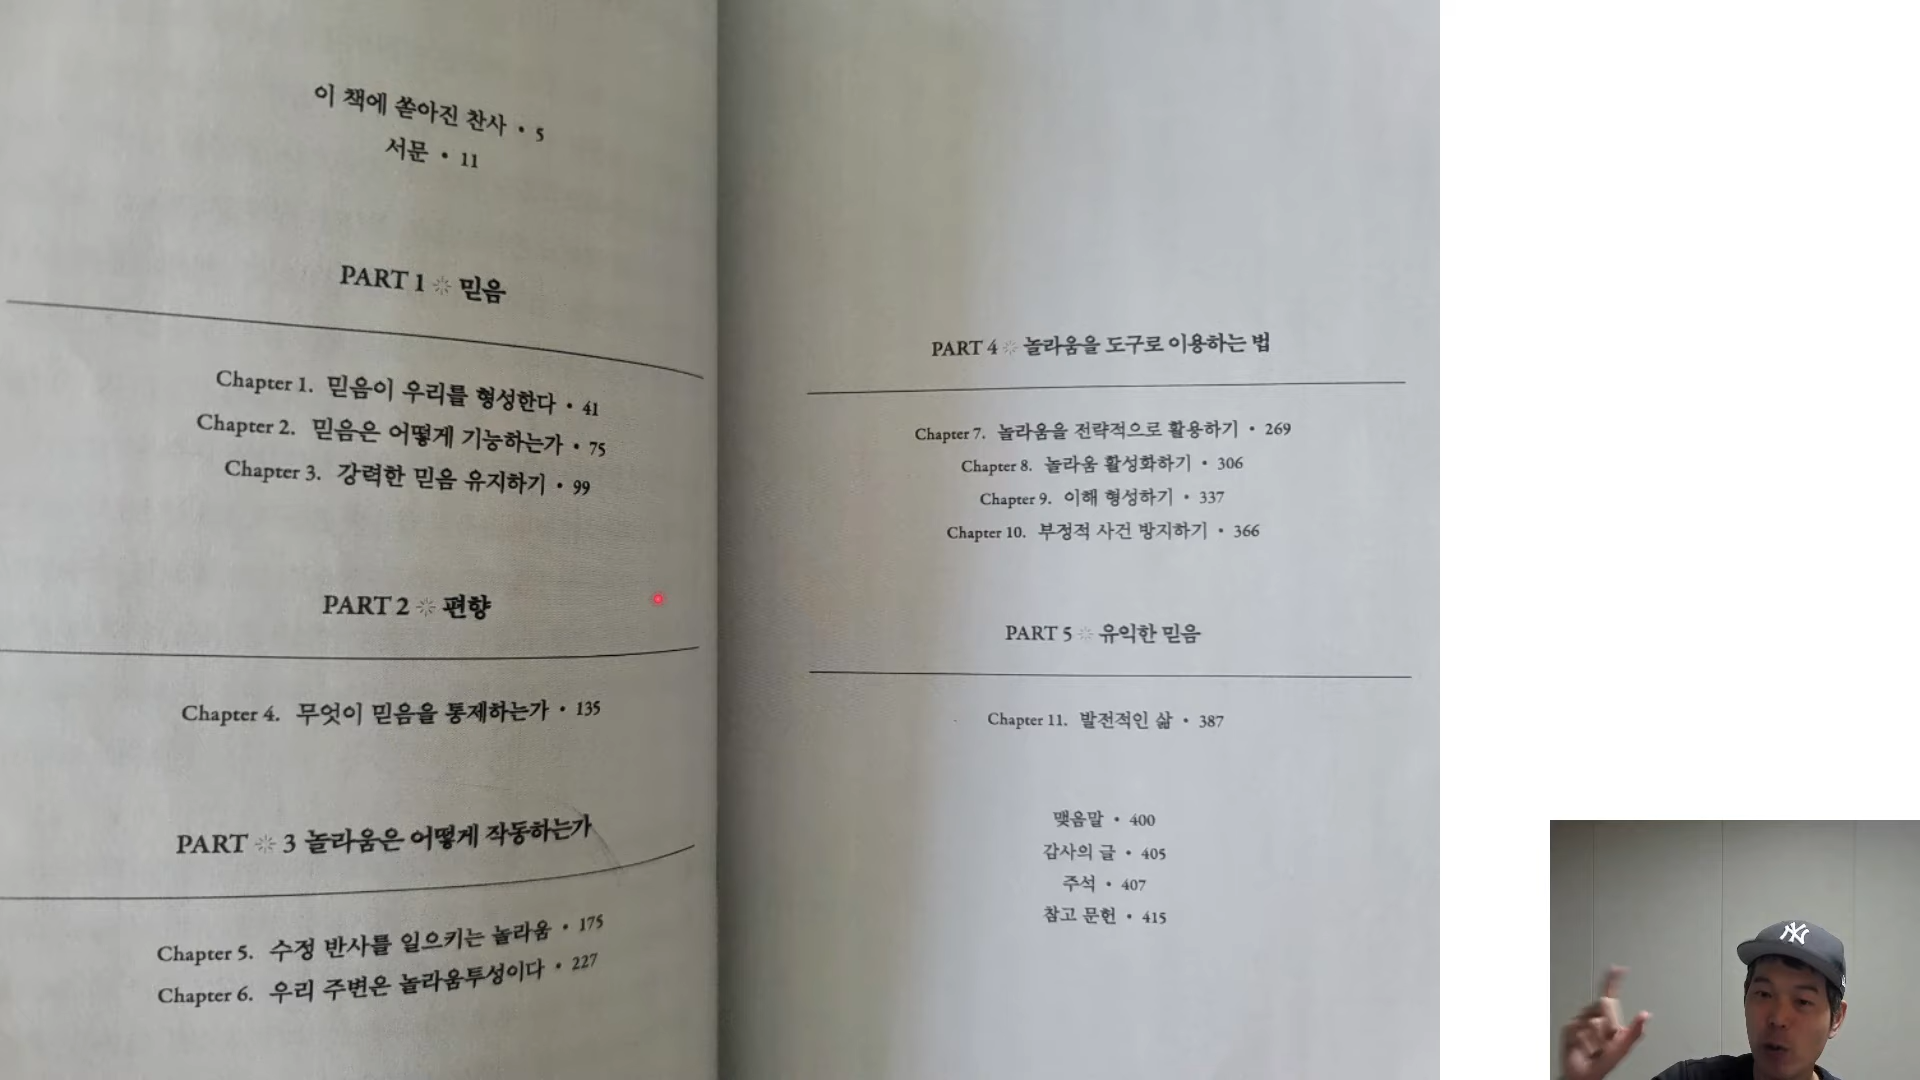 이 책에 쏟아진 찬사 • 5
서문 • 11
PART 1 믿음
Chapter 1. 믿음이 우리를 형성한다 • 41
Chapter 2. 믿음은 어떻게 기능하는가 • 75
Chapter 3. 강력한 믿음 유지하기 • 99
PART 2 편향
Chapter 4. 무엇이 믿음을 통제하는가 • 135
PART 3 놀라움은 어떻게 작동하는가
Chapter 5. 수정 반사를 일으키는 놀라움 • 175
Chapter 6. 우리 주변은 놀라움투성이다 • 227
PART 4 놀라움을 도구로 이용하는 법
Chapter 7. 놀라움을 전략적으로 활용하기 • 269
Chapter 8. 놀라움 활성화하기 • 306
Chapter 9. 이해 형성하기 • 337
Chapter 10. 부정적 사건 방지하기 • 366
PART 5 유익한 믿음
Chapter 11. 발전적인 삶 • 387
맺음말 • 400
감사의 글 • 405
주석 • 407
참고 문헌 • 415
NY